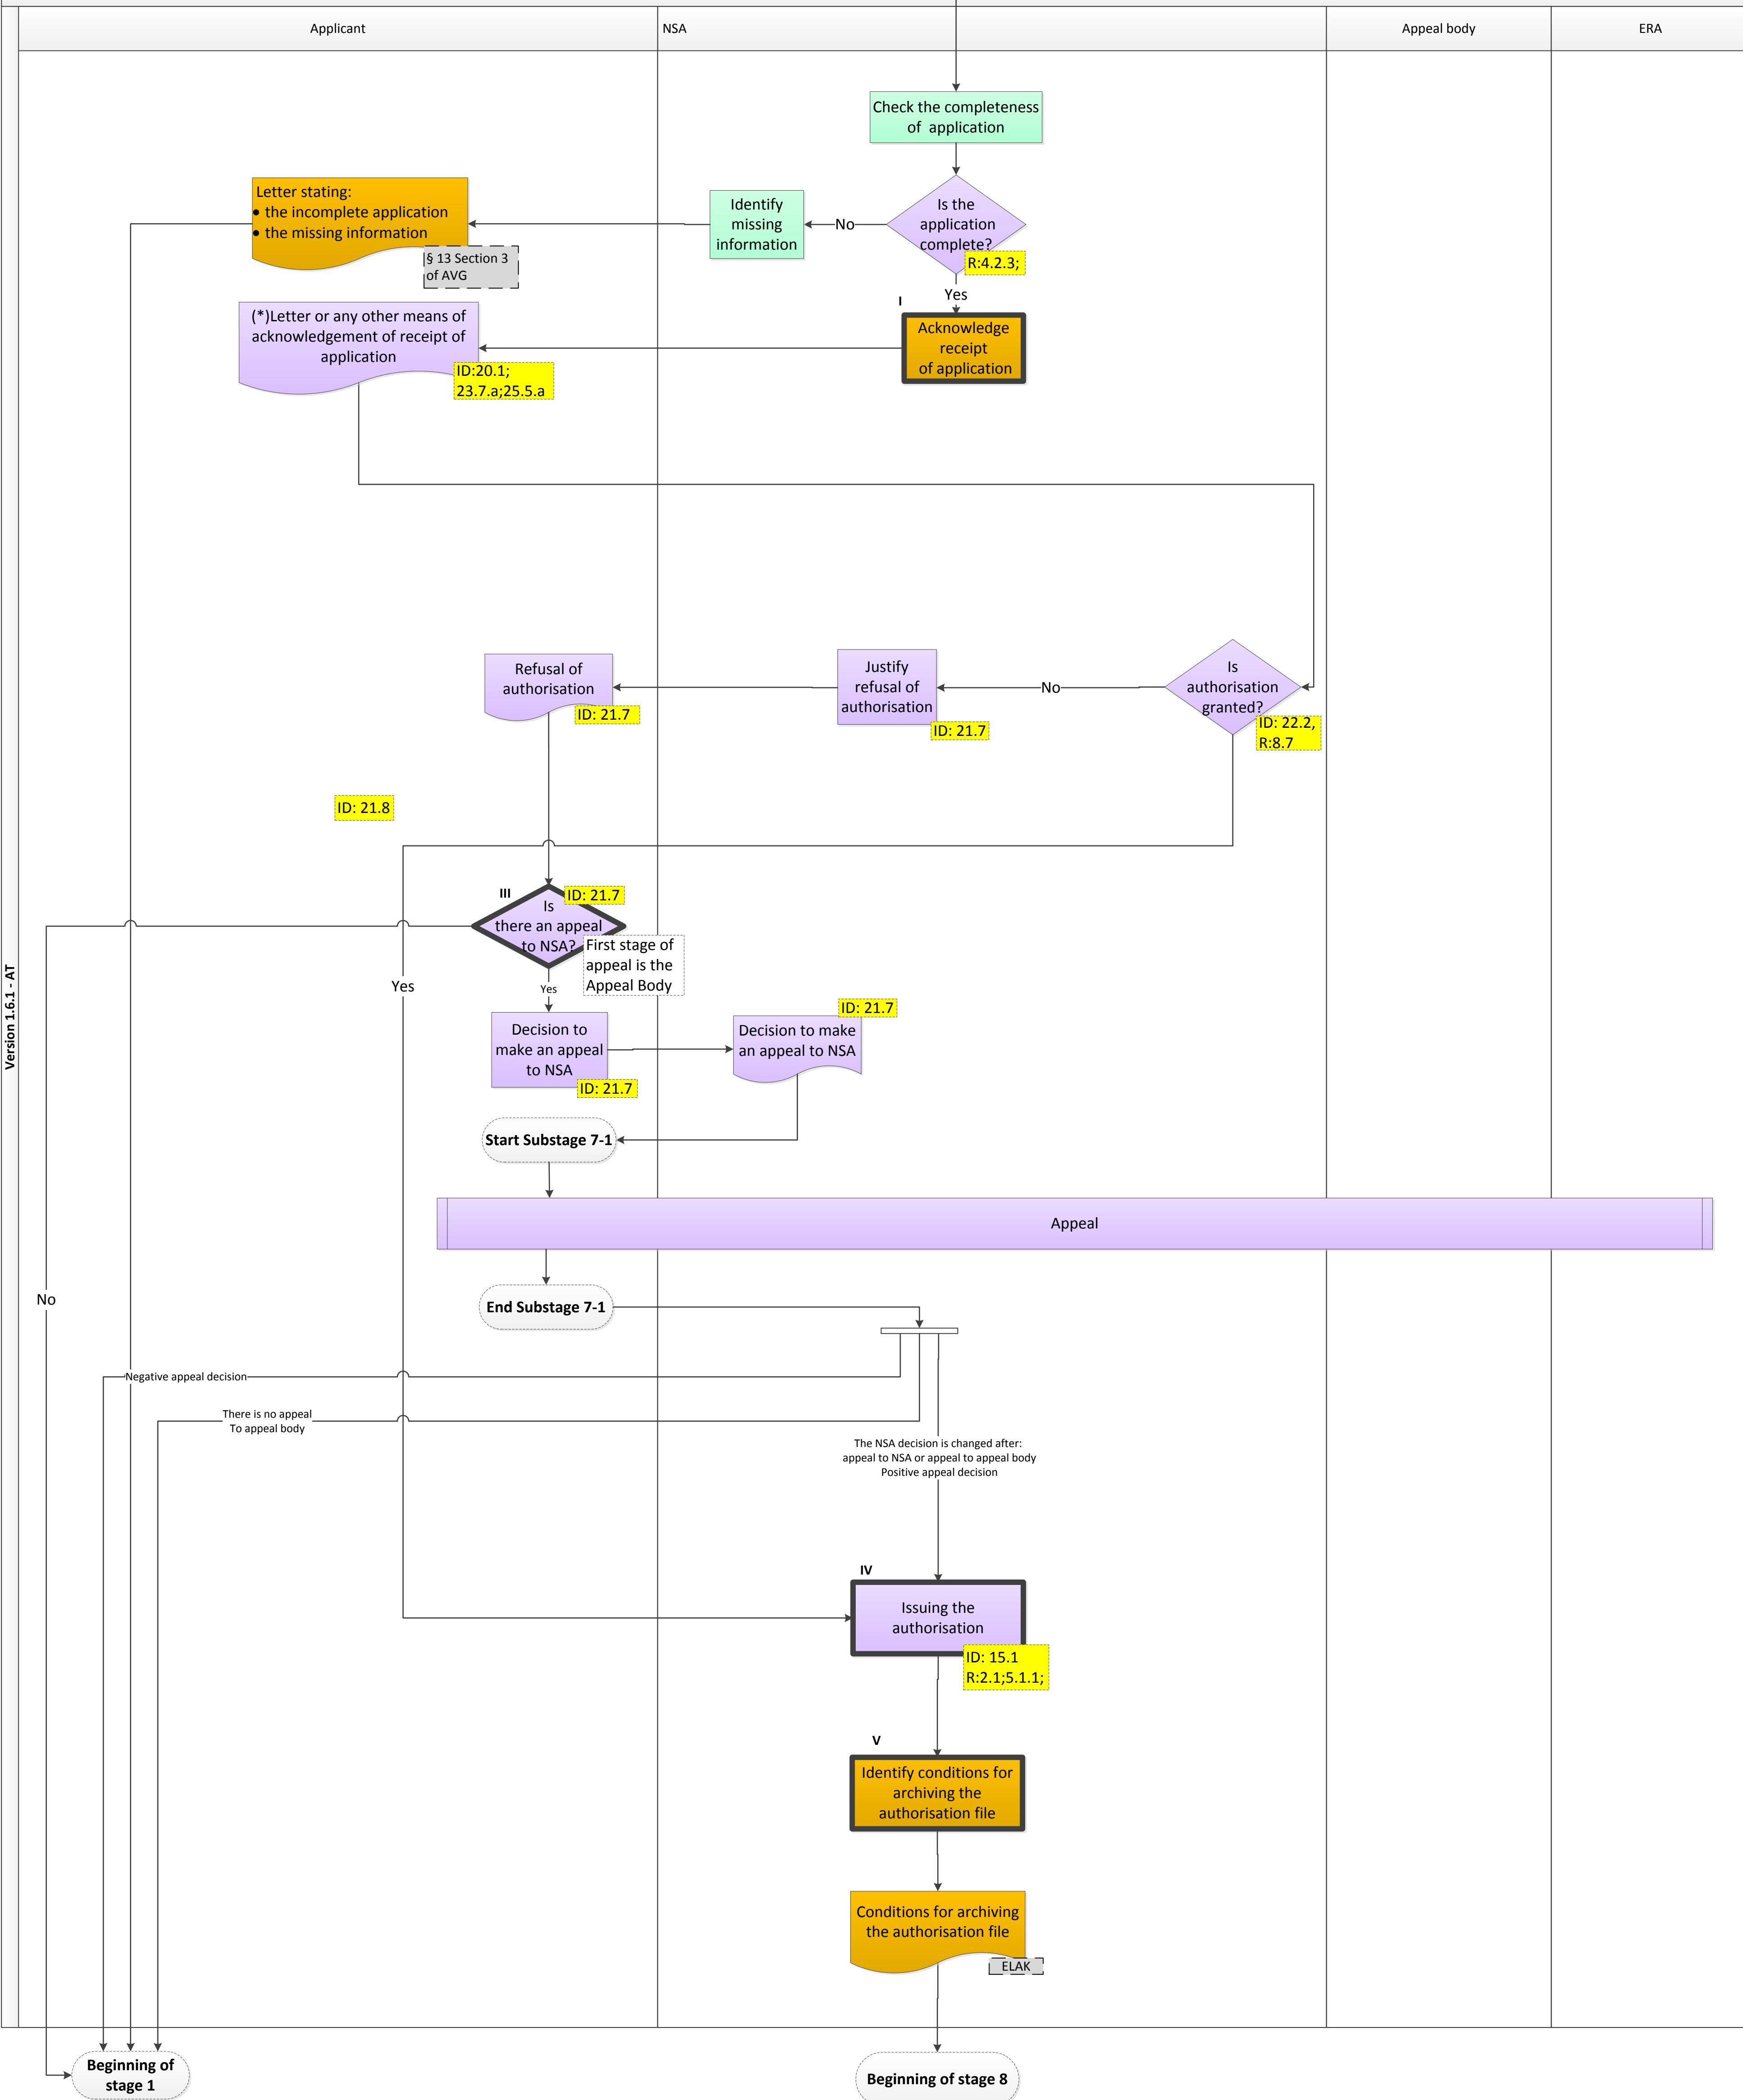 Applicant
NSA
Appeal body
ERA
Check the completeness
of application
Letter stating:
• the incomplete application
• the missing information
§ 13 Section 3
of AVG
Identify
missing
information
No
Is the
application
complete?
R:4.2.3;
Yes
I
(*)Letter or any other means of
acknowledgement of receipt of
application
ID:20.1;
23.7.a;25.5.a
Acknowledge
receipt
of application
Refusal of
authorisation
ID: 21.7
Justify
refusal of
authorisation
ID: 21.7
No
Is
authorisation
granted?
ID: 22.2,
R:8.7
ID: 21.8
III
ID: 21.7
Is
there an appeal
to NSA?
First stage of
appeal is the
Appeal Body
Yes
Yes
Version 1.6.1 - AT
Decision to
make an appeal
to NSA
ID: 21.7
ID: 21.7
Decision to make
an appeal to NSA
Start Substage 7-1
Appeal
No
End Substage 7-1
Negative appeal decision
There is no appeal
To appeal body
The NSA decision is changed after:
appeal to NSA or appeal to appeal body
Positive appeal decision
IV
Issuing the
authorisation
ID: 15.1
R:2.1;5.1.1;
V
Identify conditions for
archiving the
authorisation file
Conditions for archiving
the authorisation file
ELAK
Beginning of
stage 1
Beginning of stage 8